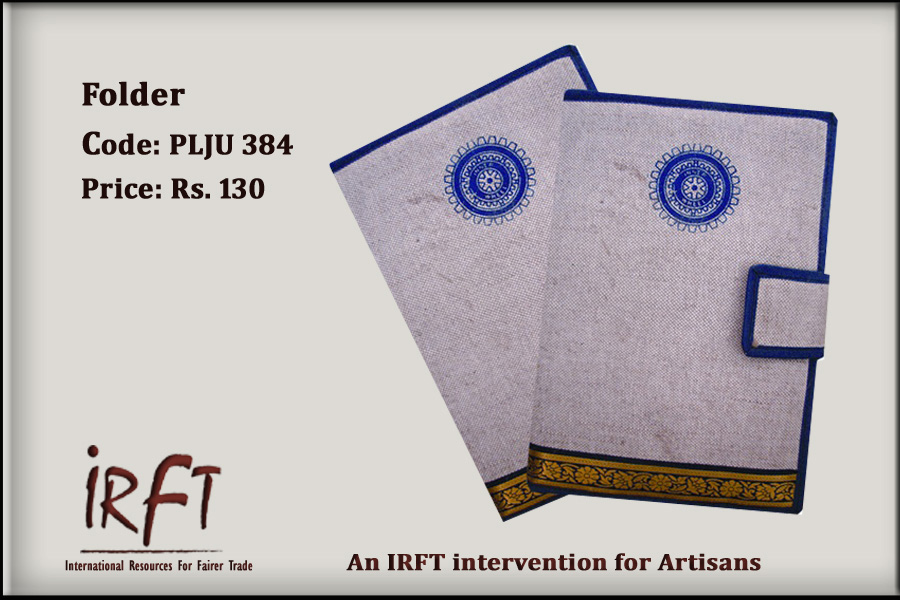 Folder
Code: PLJU 384
Price: Rs. 130
iRFT
International Resources For Fairer Trade
An IRFT intervention for Artisans